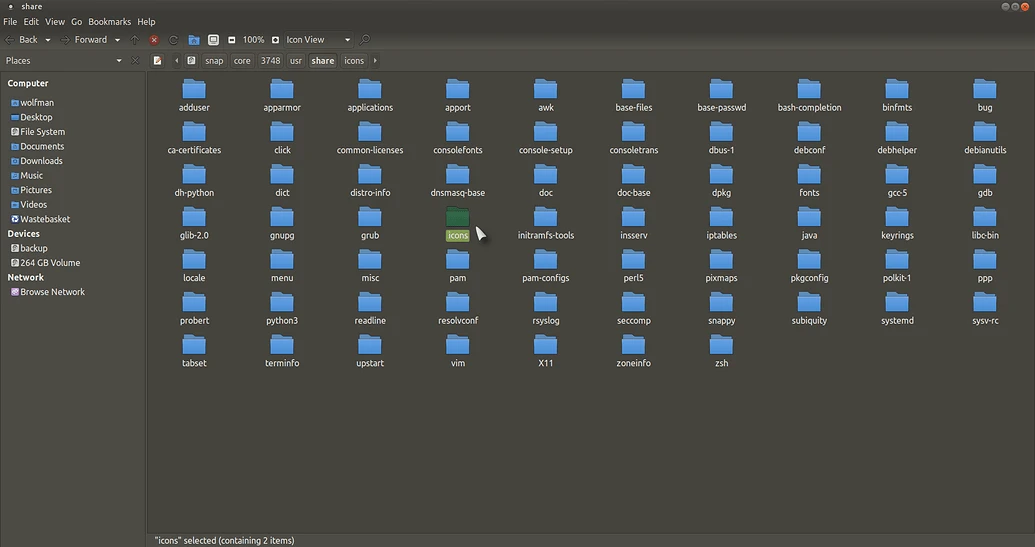 share
File Edit View Go Bookmarks Help
Back Forward 100% Icon View
Places snap core 3748 usr share icons
Computer
wolfman
Desktop
File System
Documents
Downloads
Music
Pictures
Videos
Wastebasket
Devices
backup
264 GB Volume
Network
Browse Network
adduser apparmor applications apport awk base-files base-passwd bash-completion binfmts bug
ca-certificates click common-licenses consolefonts console-setup consoletrans dbus-1 debconf debhelper debianutils
dh-python dict distro-info dnsmasq-base doc doc-base dpkg fonts gcc-5 gdb
glib-2.0 gnupg grub icons initramfs-tools insserv iptables java keyrings libc-bin
locale menu misc pam pam-configs perl5 pixmaps pkgconfig polkit-1 ppp
probert python3 readline resolvconf rsyslog seccomp snappy subiquity systemd sysv-rc
tabset terminfo upstart vim X11 zoneinfo zsh
"icons" selected (containing 2 items)